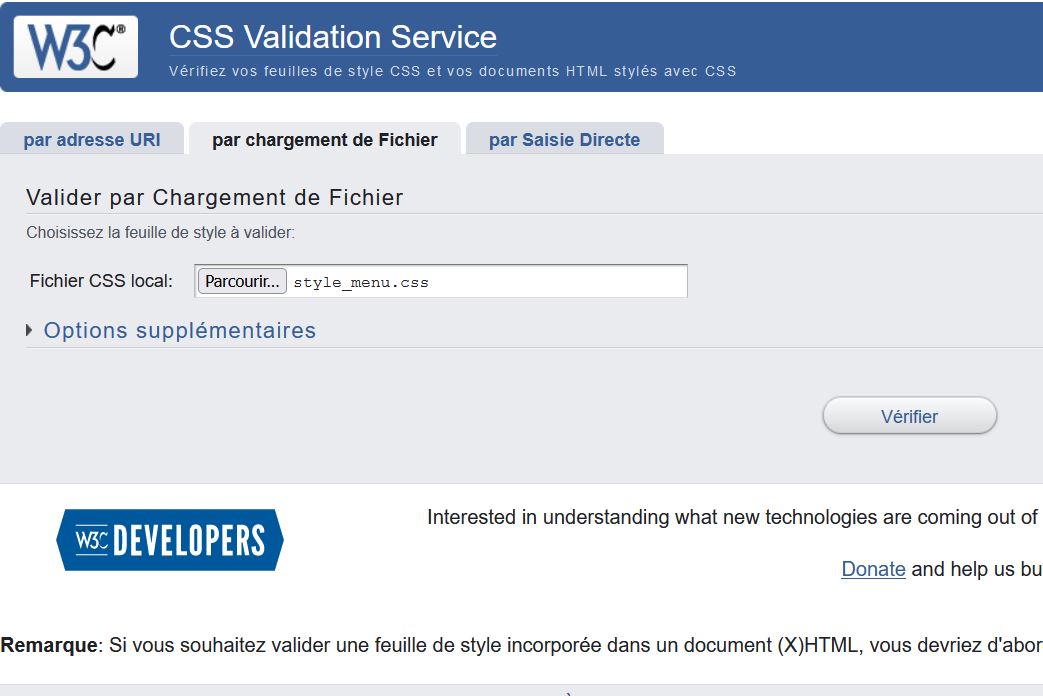 W3C® CSS Validation Service
Vérifiez vos feuilles de style CSS et vos documents HTML stylés avec CSS
par adresse URI par chargement de Fichier par Saisie Directe
Valider par Chargement de Fichier
Choisissez la feuille de style à valider:
Fichier CSS local: Parcourir... style_menu.css
Options supplémentaires
Vérifier
Interested in understanding what new technologies are coming out of
W3C DEVELOPERS
Donate and help us bu
Remarque: Si vous souhaitez valider une feuille de style incorporée dans un document (X)HTML, vous devriez d'abor